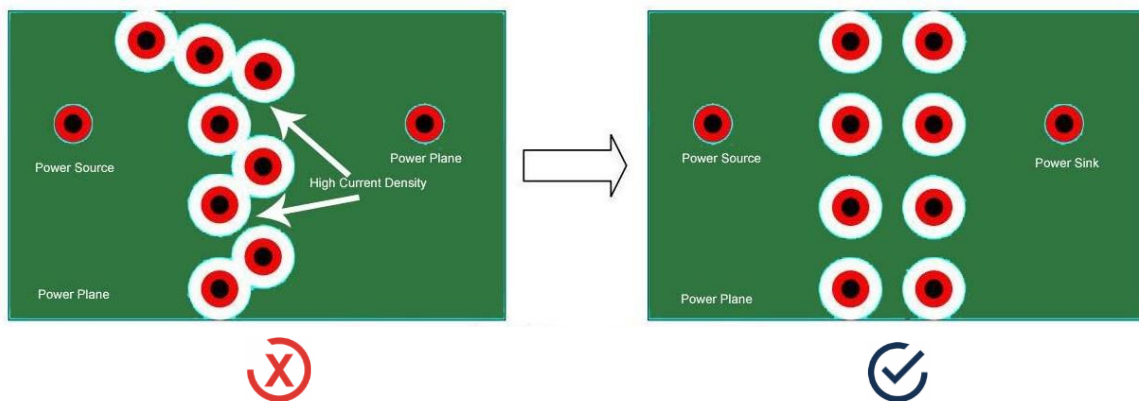 Power Source
Power Plane
High Current Density
Power Plane
X
Power Source
Power Sink
Power Plane